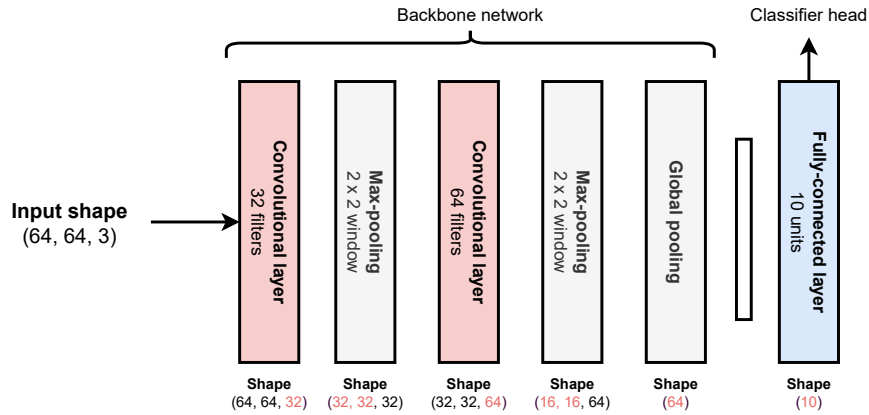 Backbone network
Classifier head
Input shape
(64, 64, 3)
Convolutional layer
32 filters
Max-pooling
2 x 2 window
Convolutional layer
64 filters
Max-pooling
2 x 2 window
Global pooling
Fully-connected layer
10 units
Shape
(64, 64, 32)
Shape
(32, 32, 32)
Shape
(32, 32, 64)
Shape
(16, 16, 64)
Shape
(64)
Shape
(10)